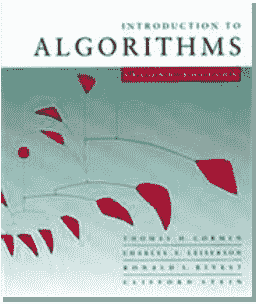 INTRODUCTION TO
ALGORITHMS
SECOND EDITION
THOMAS H. CORMEN
CHARLES E. LEISERSON
RONALD L. RIVEST
CLIFFORD STEIN